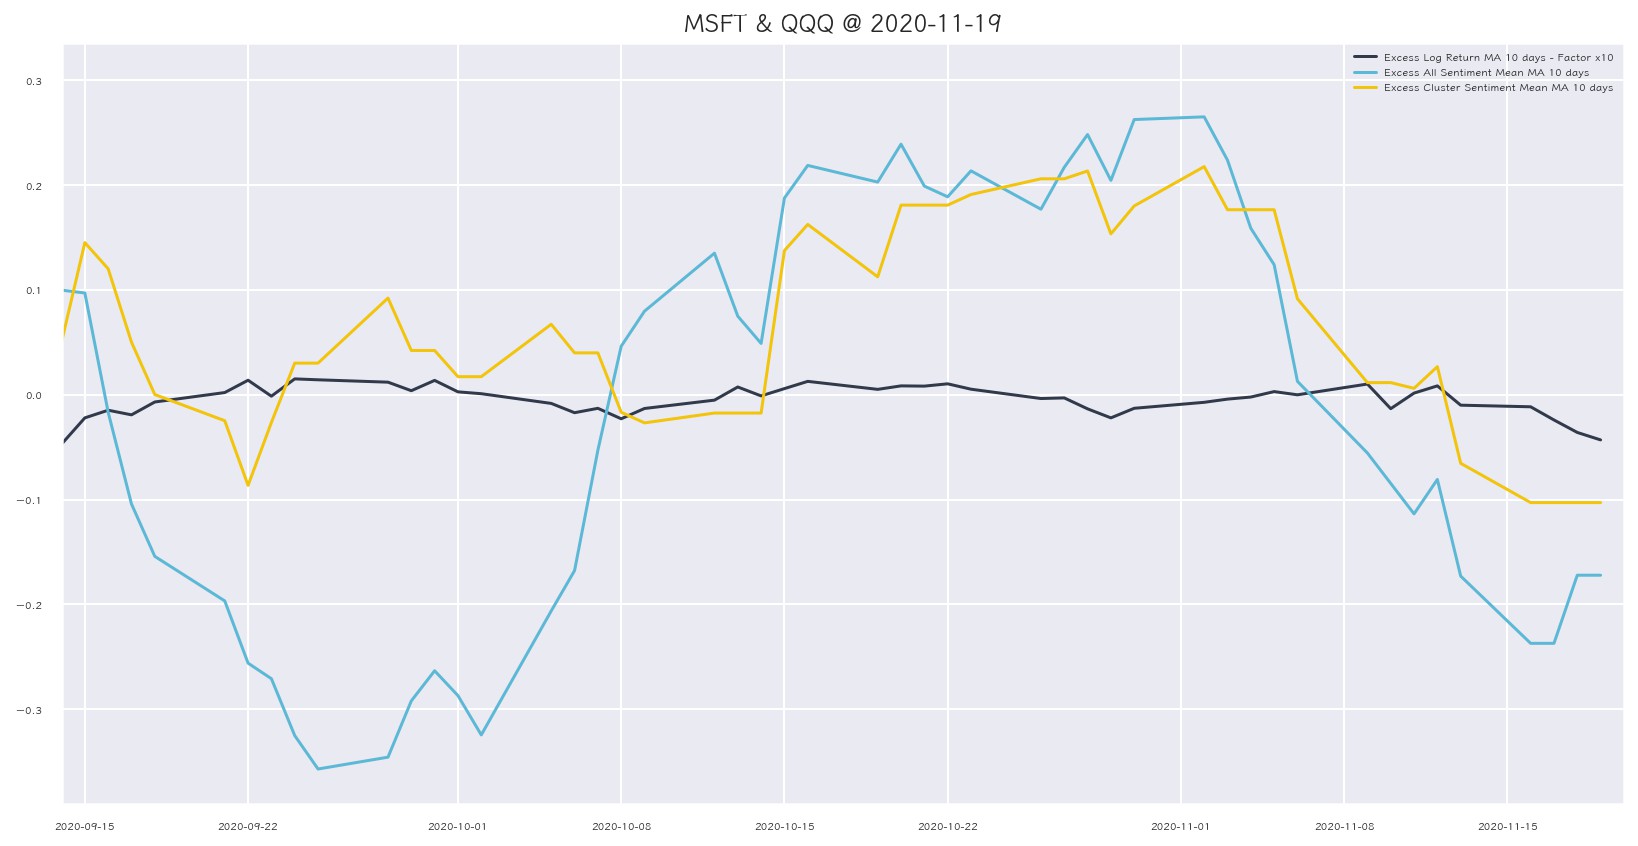 MSFT & QQQ @ 2020-11-19
Excess Log Return MA 10 days - Factor x10
Excess All Sentiment Mean MA 10 days
Excess Cluster Sentiment Mean MA 10 days
0.3
0.2
0.1
0.0
−0.1
−0.2
−0.3
2020-09-15 2020-09-22 2020-10-01 2020-10-08 2020-10-15 2020-10-22 2020-11-01 2020-11-08 2020-11-15